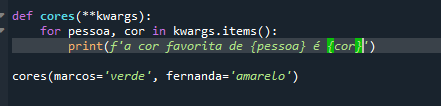 def cores(**kwargs):
    for pessoa, cor in kwargs.items():
        print(f'a cor favorita de {pessoa} é {cor}')

cores(marcos='verde', fernanda='amarelo')